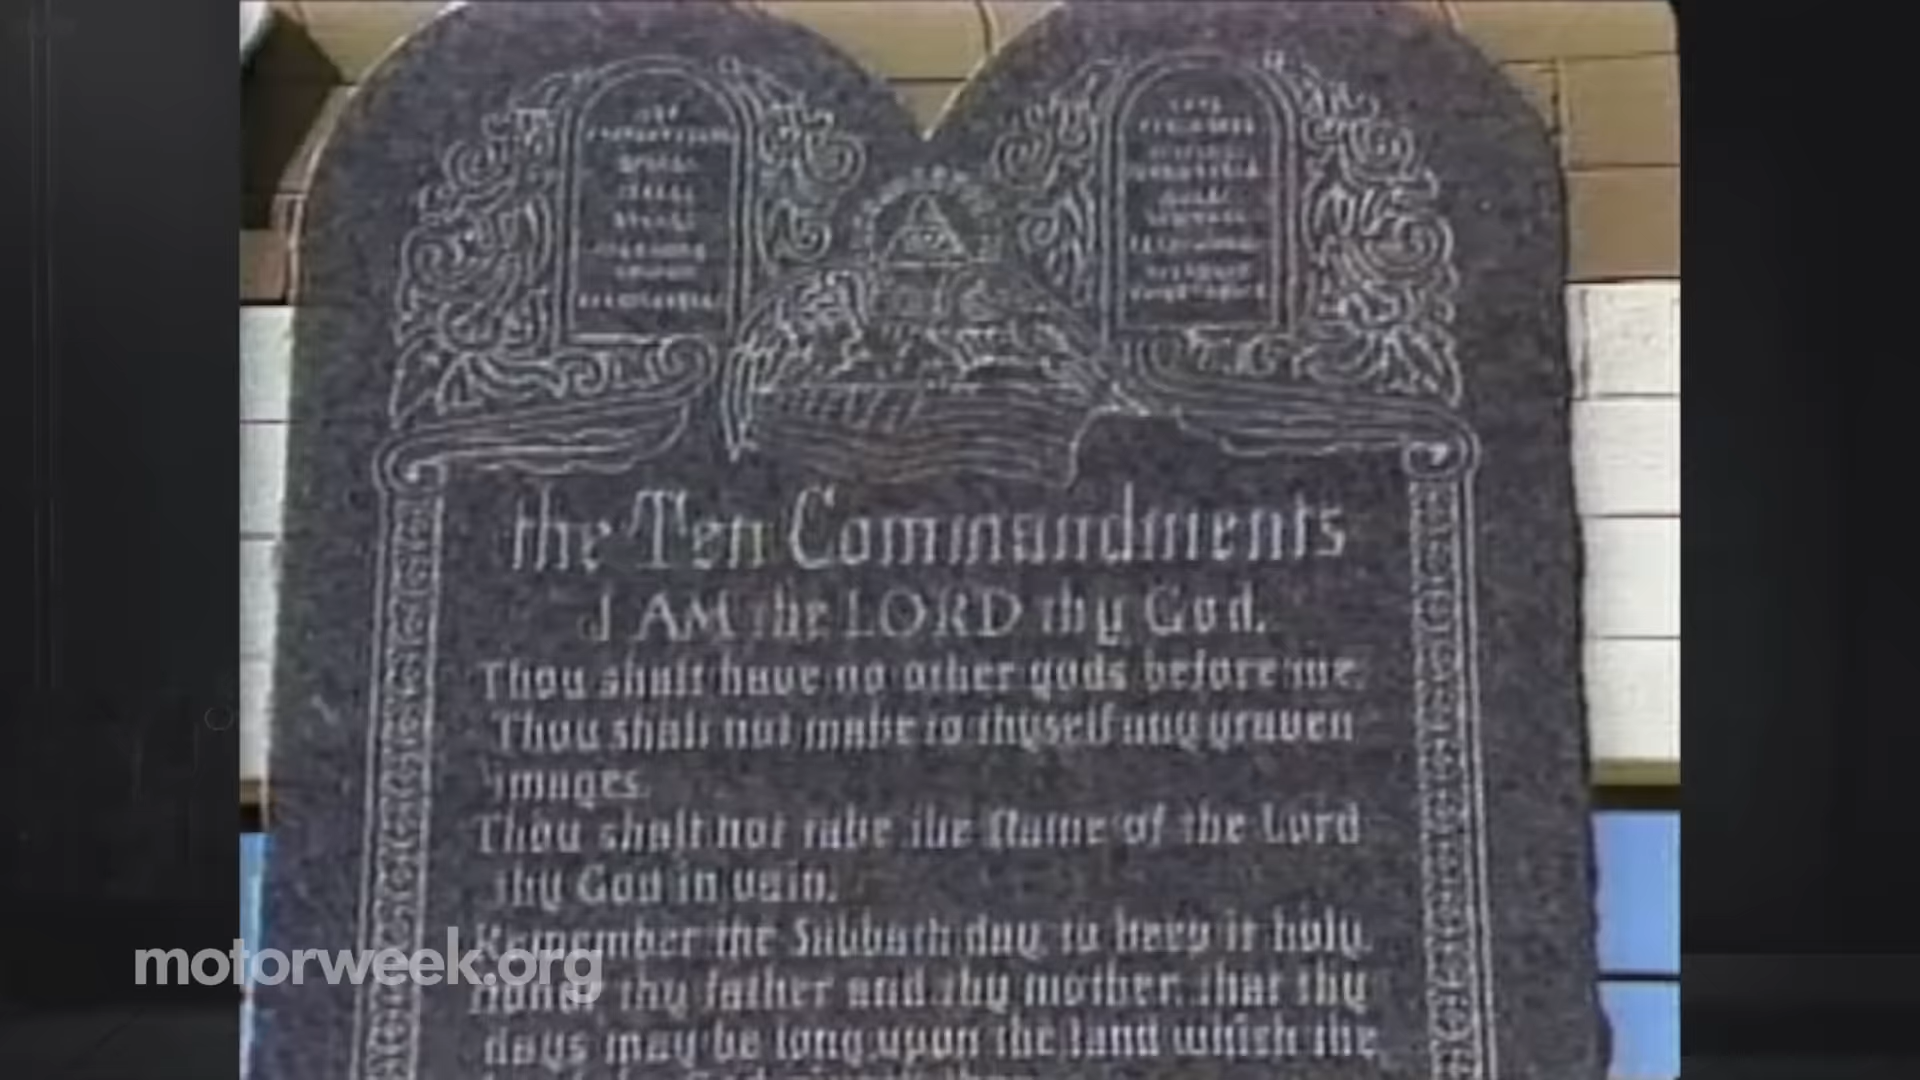 the Ten Commandments
I AM the LORD thy God.
Thou shalt have no other gods before me.
Thou shalt not make to thyself any graven
images.
Thou shalt not take the Name of the Lord
thy God in vain.
Remember the Sabbath day, to keep it holy.
Honor thy father and thy mother, that thy
days may be long upon the land which the
motorweek.org